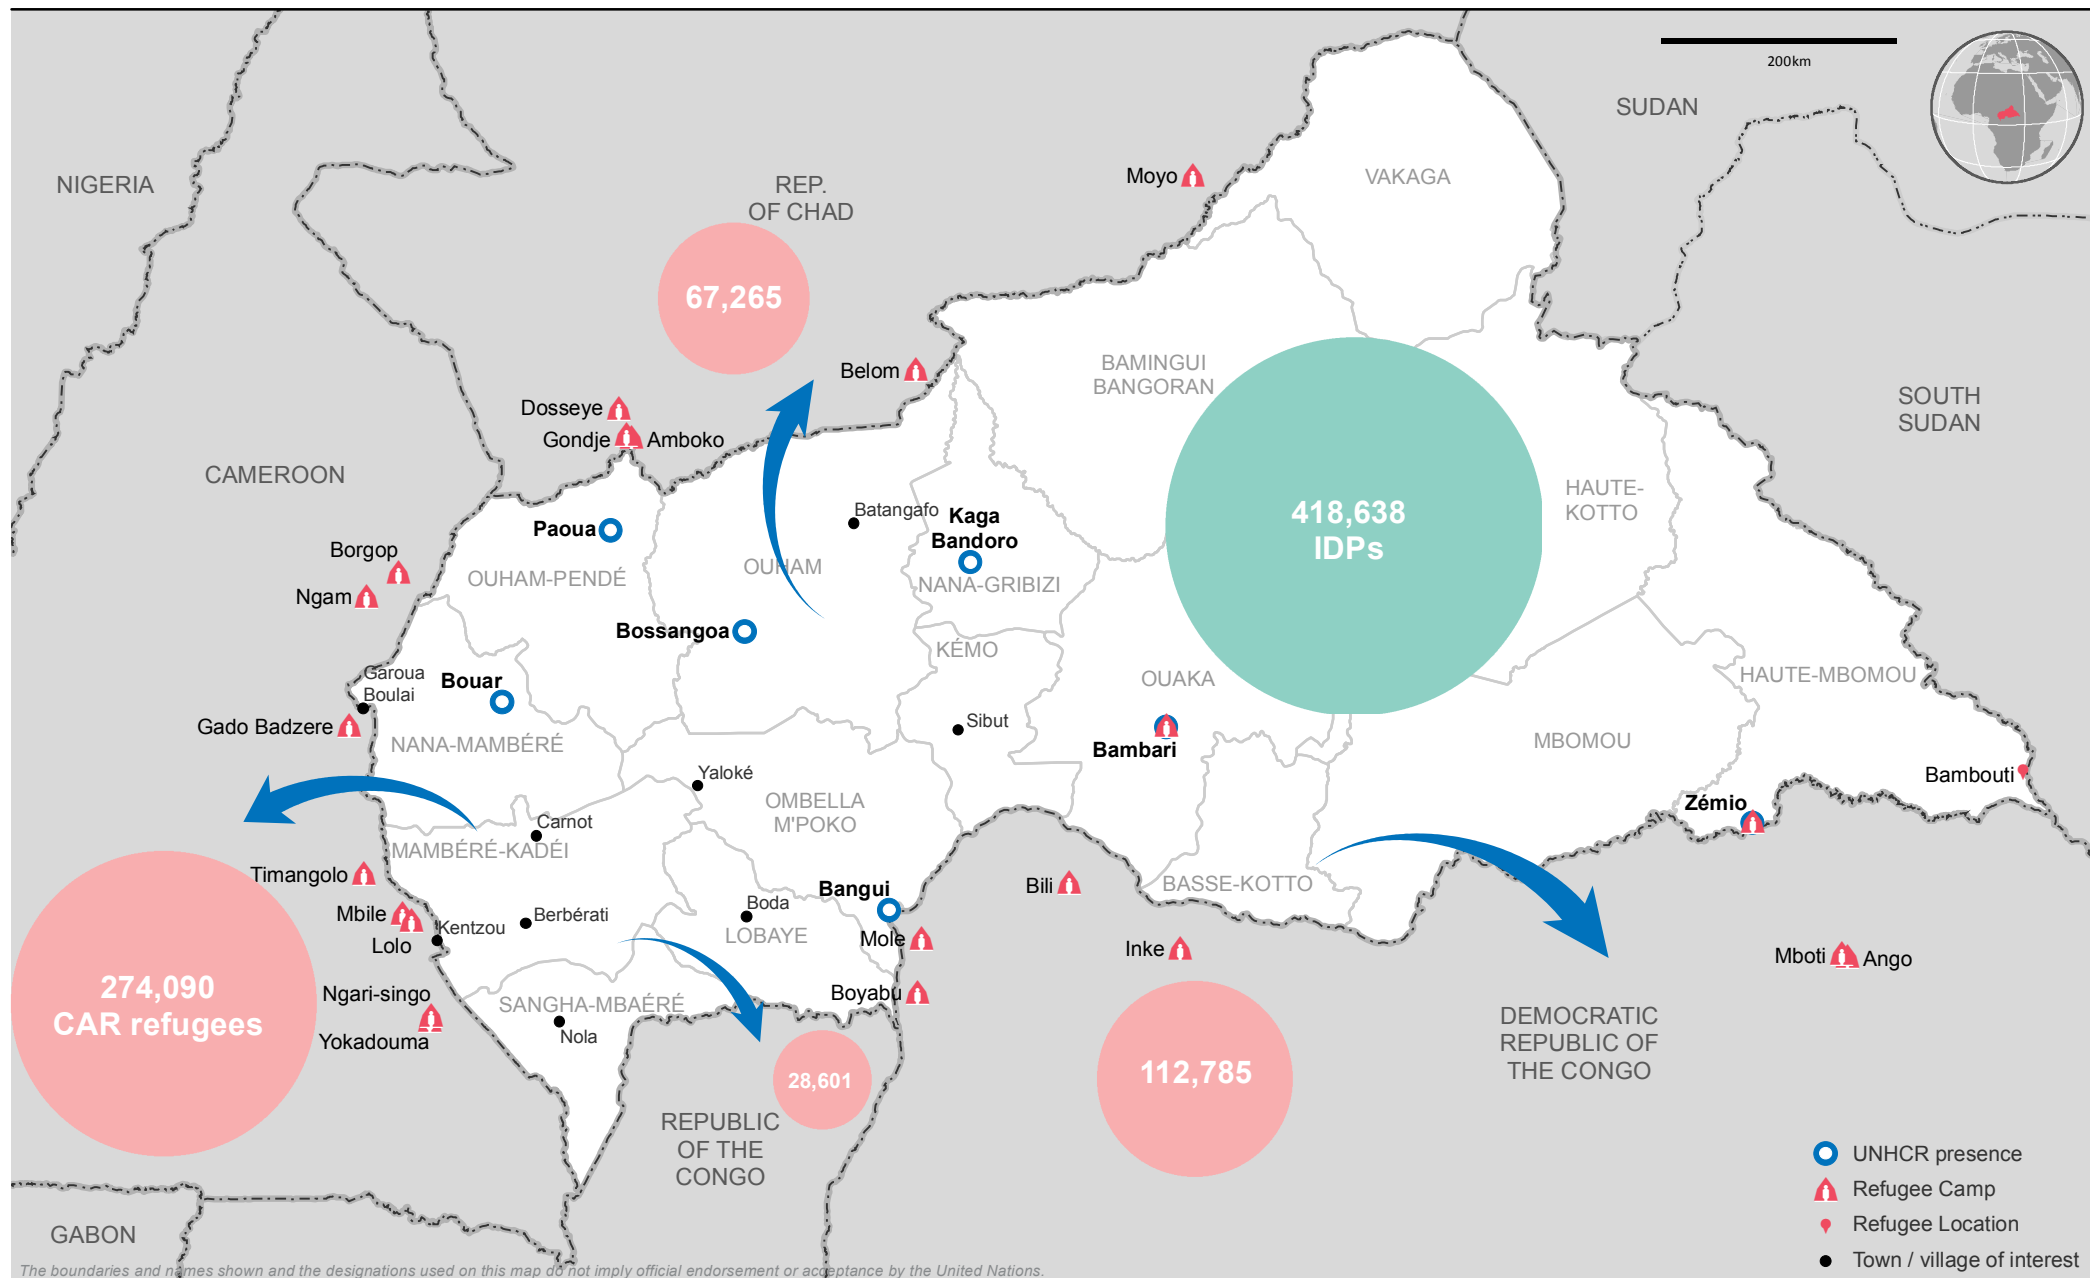 200km
SUDAN
NIGERIA
REP.
OF CHAD
Moyo
VAKAGA
67,265
Belom
BAMINGUI
BANGORAN
SOUTH
SUDAN
Dosseye
Gondje
Amboko
CAMEROON
HAUTE-
KOTTO
418,638
IDPs
Batangafo
Kaga
Bandoro
Paoua
Borgop
OUHAM-PENDÉ
OUHAM
NANA-GRIBIZI
Ngam
Bossangoa
KÉMO
Garoua
Boulai
Bouar
OUAKA
HAUTE-MBOMOU
Gado Badzere
Sibut
NANA-MAMBÉRÉ
Bambari
MBOMOU
Yaloké
Bambouti
OMBELLA
M'POKO
Zémio
Carnot
MAMBÉRÉ-KADÉI
Timangolo
Bangui
Bili
BASSE-KOTTO
Mbile
Berbérati
Boda
Kentzou
LOBAYE
Lolo
Mole
Inke
Mboti
Ango
274,090
CAR refugees
Ngari-singo
SANGHA-MBAÉRÉ
Boyabu
Yokadouma
Nola
28,601
112,785
DEMOCRATIC
REPUBLIC OF
THE CONGO
REPUBLIC
OF THE
CONGO
UNHCR presence
Refugee Camp
Refugee Location
Town / village of interest
GABON
The boundaries and names shown and the designations used on this map do not imply official endorsement or acceptance by the United Nations.